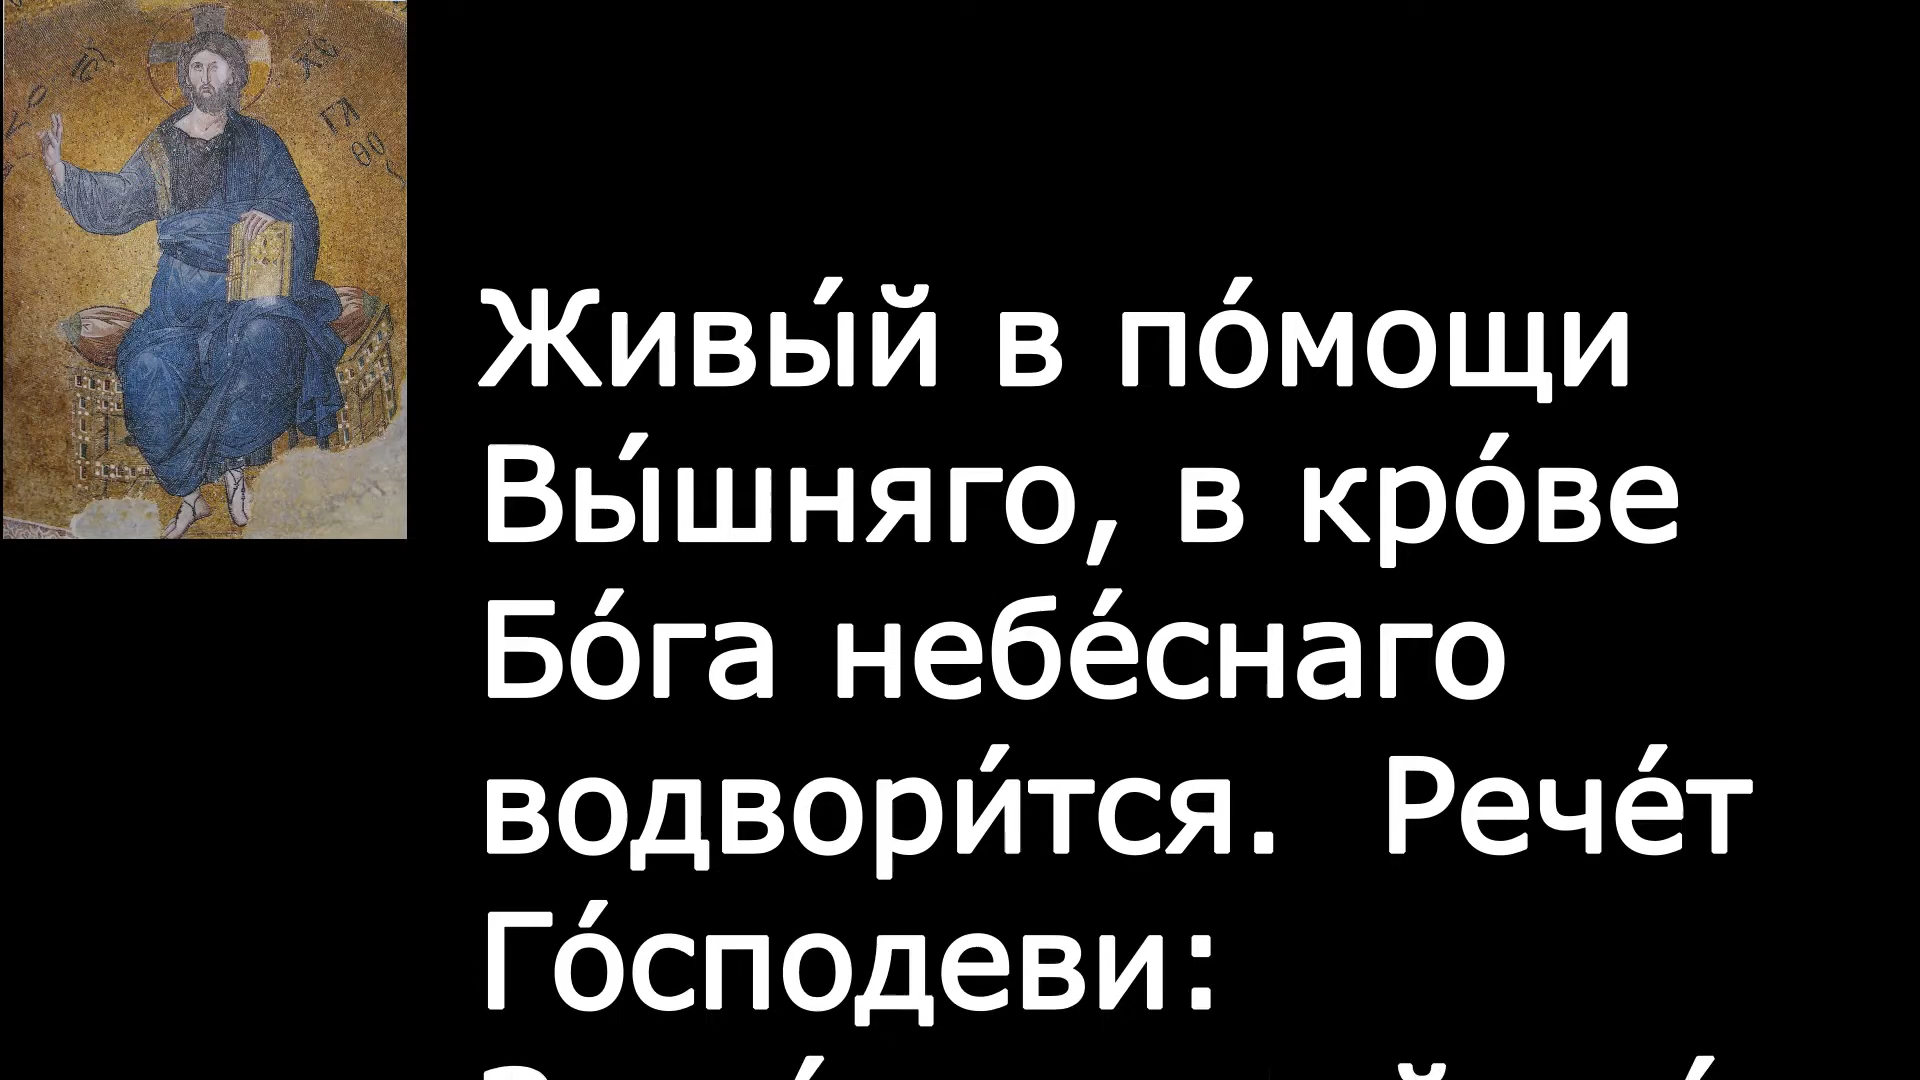 Живы́й в по́мощи
Вы́шняго, в кро́ве
Бо́га небе́снаго
водвори́тся. Рече́т
Го́сподеви: